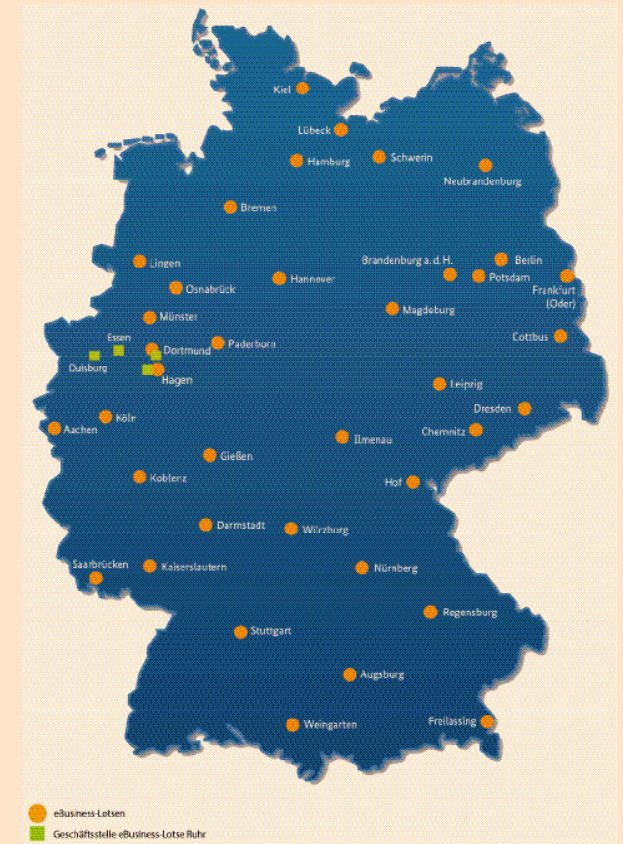 Kiel
Lübeck
Hamburg
Schwerin
Neubrandenburg
Bremen
Lingen
Osnabrück
Hannover
Brandenburg a. d. H.
Berlin
Potsdam
Frankfurt
(Oder)
Münster
Magdeburg
Cottbus
Essen
Dortmund
Paderborn
Duisburg
Hagen
Leipzig
Dresden
Köln
Aachen
Chemnitz
Ilmenau
Gießen
Koblenz
Hof
Darmstadt
Würzburg
Saarbrücken
Kaiserslautern
Nürnberg
Regensburg
Stuttgart
Augsburg
Weingarten
Freilassing
eBusiness-Lotsen
Geschäftsstelle eBusiness-Lotse Ruhr